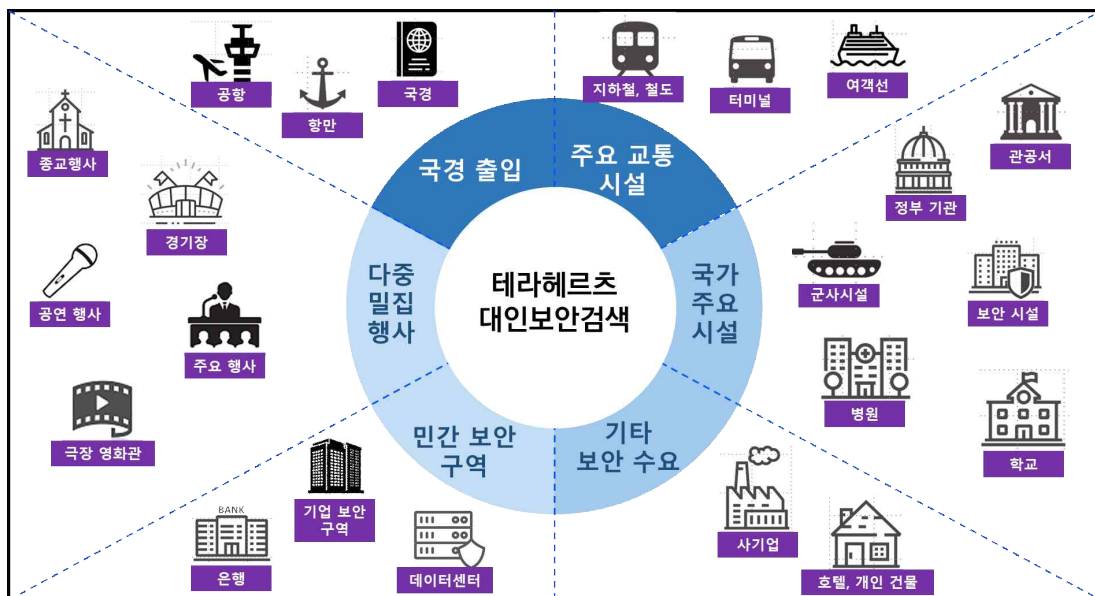 공항
항만
국경
지하철, 철도
터미널
여객선
종교행사
경기장
공연 행사
주요 행사
극장 영화관
국경 출입
주요 교통
시설
관공서
정부 기관
군사시설
보안 시설
병원
학교
다중
밀집
행사
테라헤르츠
대인보안검색
국가
주요
시설
민간 보안
구역
기타
보안 수요
BANK
은행
기업 보안
구역
데이터센터
사기업
호텔, 개인 건물